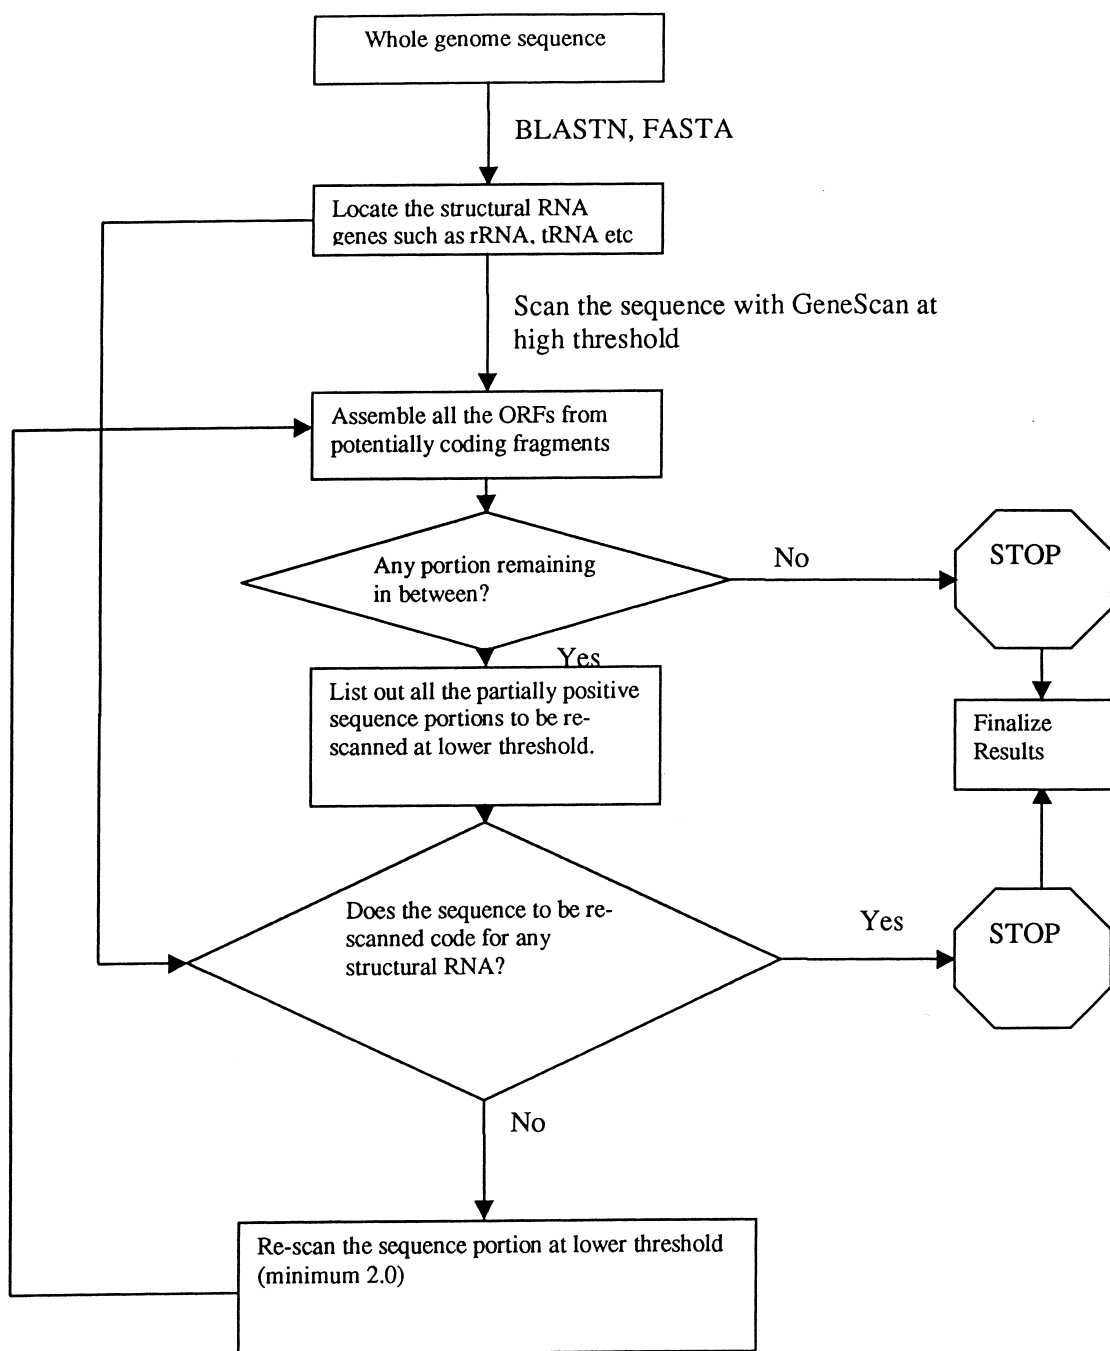 Whole genome sequence
BLASTN, FASTA
Locate the structural RNA
genes such as rRNA, tRNA etc
Scan the sequence with GeneScan at
high threshold
Assemble all the ORFs from
potentially coding fragments
Any portion remaining
in between?
No
STOP
Yes
List out all the partially positive
sequence portions to be re-
scanned at lower threshold.
Finalize
Results
Does the sequence to be re-
scanned code for any
structural RNA?
Yes
STOP
No
Re-scan the sequence portion at lower threshold
(minimum 2.0)